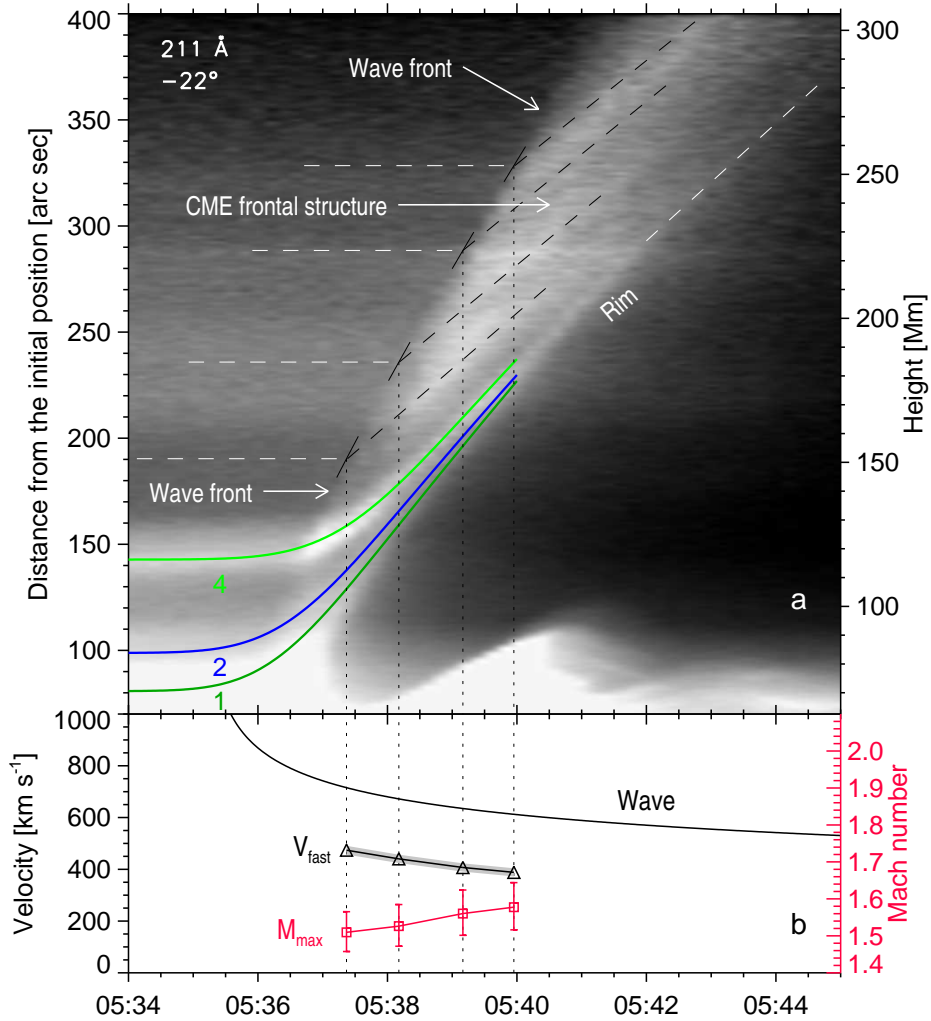 400
350
300
250
200
150
100
Distance from the initial position [arc sec]
211 Å
−22°
Wave front
CME frontal structure
Rim
Wave front
4
2
1
a
300
250
200
150
100
Height [Mm]
1000
800
600
400
200
0
Velocity [km s-1]
Wave
Vfast
Mmax
b
2.0
1.9
1.8
1.7
1.6
1.5
1.4
Mach number
05:34 05:36 05:38 05:40 05:42 05:44